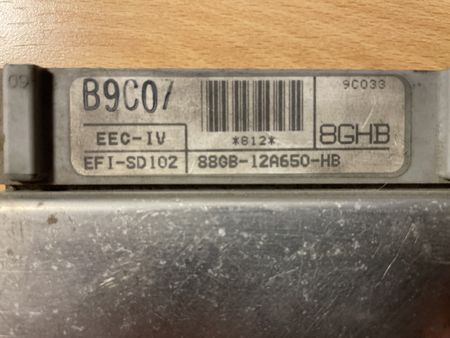 B9C07
9C033
EEC-IV
*812*
8GHB
EFI-SD102
88GB-12A650-HB